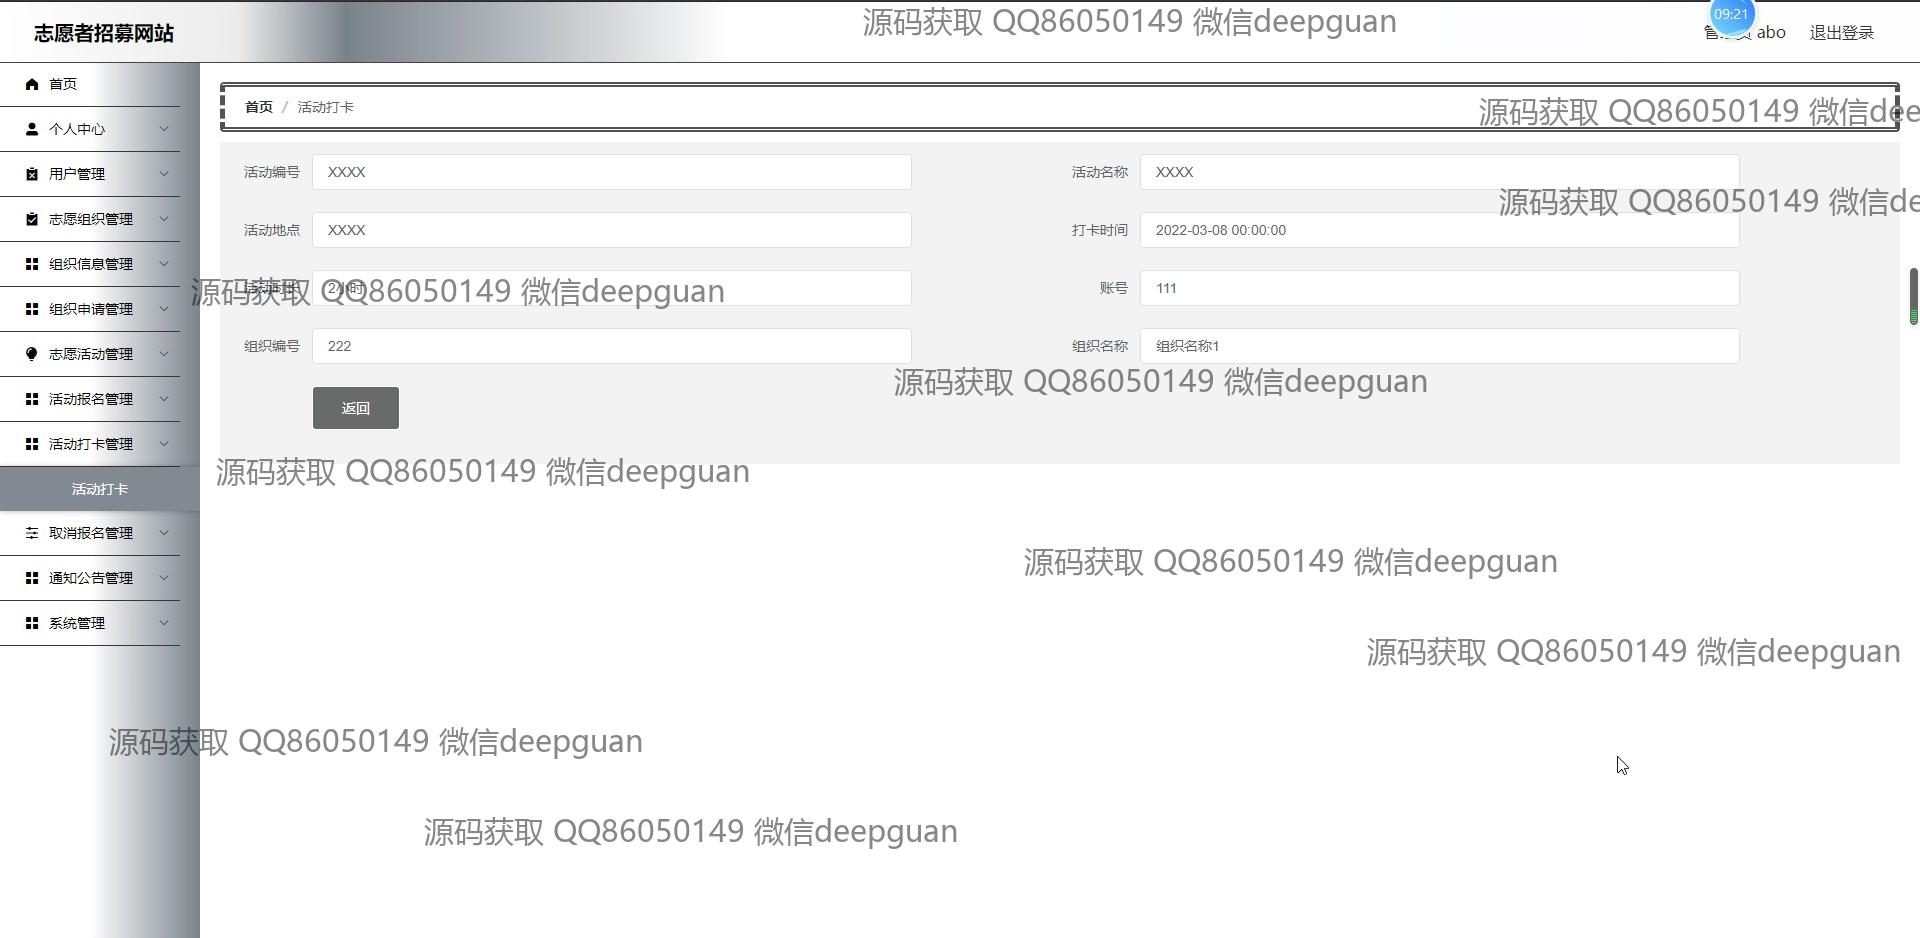 志愿者招募网站
源码获取 QQ86050149 微信deepguan
09:21
abo
退出登录
首页
个人中心
用户管理
志愿组织管理
组织信息管理
组织申请管理
志愿活动管理
活动报名管理
活动打卡管理
活动打卡
取消报名管理
通知公告管理
系统管理
首页 / 活动打卡
源码获取 QQ86050149 微信dee
活动编号 XXXX
活动名称 XXXX
源码获取 QQ86050149 微信de
活动地点 XXXX
打卡时间 2022-03-08 00:00:00
活动时长 2小时
源码获取 QQ86050149 微信deepguan
账号 111
组织编号 222
组织名称 组织名称1
源码获取 QQ86050149 微信deepguan
返回
源码获取 QQ86050149 微信deepguan
源码获取 QQ86050149 微信deepguan
源码获取 QQ86050149 微信deepguan
源码获取 QQ86050149 微信deepguan
源码获取 QQ86050149 微信deepguan